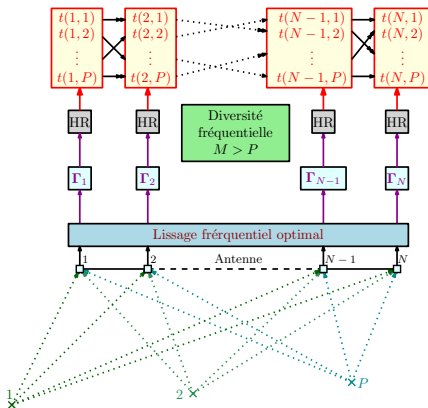 t(1, 1) t(2, 1) t(N − 1, 1) t(N, 1)
t(1, 2) t(2, 2) t(N − 1, 2) t(N, 2)
⋮ ⋮ ⋮ ⋮
t(1, P) t(2, P) t(N − 1, P) t(N, P)
HR HR HR HR
Diversité
fréquentielle
M > P
Γ1 Γ2 ΓN−1 ΓN
Lissage frérquentiel optimal
1 2 Antenne N − 1 N
P
2
1